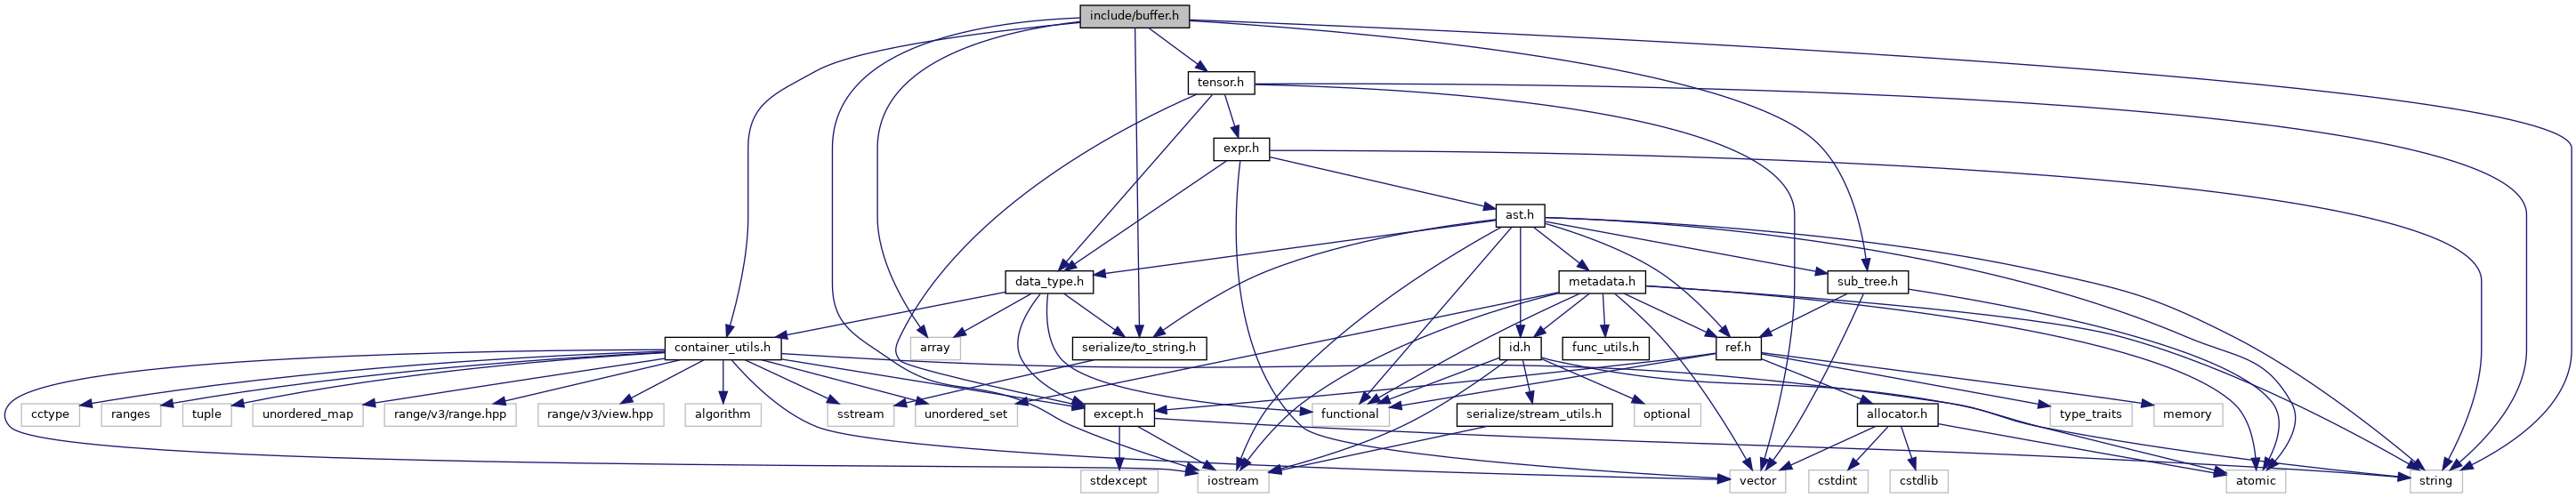 include/buffer.h
tensor.h
expr.h
ast.h
data_type.h
metadata.h
sub_tree.h
container_utils.h
array
serialize/to_string.h
id.h
func_utils.h
ref.h
cctype
ranges
tuple
unordered_map
range/v3/range.hpp
range/v3/view.hpp
algorithm
sstream
unordered_set
except.h
functional
serialize/stream_utils.h
optional
allocator.h
type_traits
memory
stdexcept
iostream
vector
cstdint
cstdlib
atomic
string